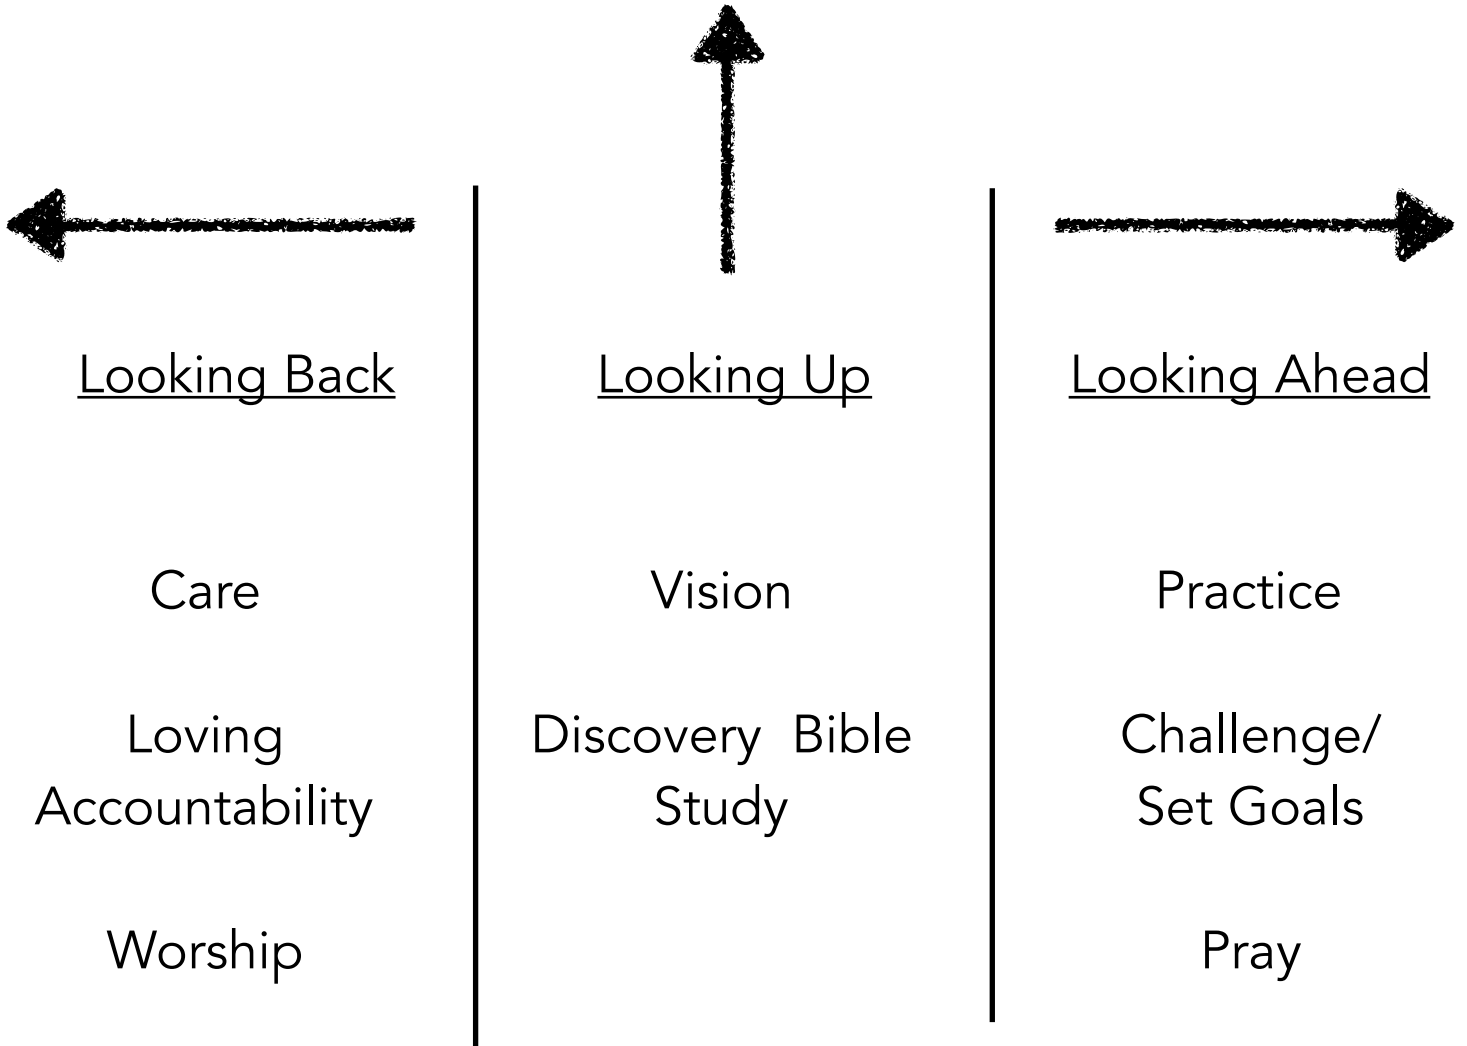 Looking Back
Care
Loving
Accountability
Worship
Looking Up
Vision
Discovery Bible
Study
Looking Ahead
Practice
Challenge/
Set Goals
Pray